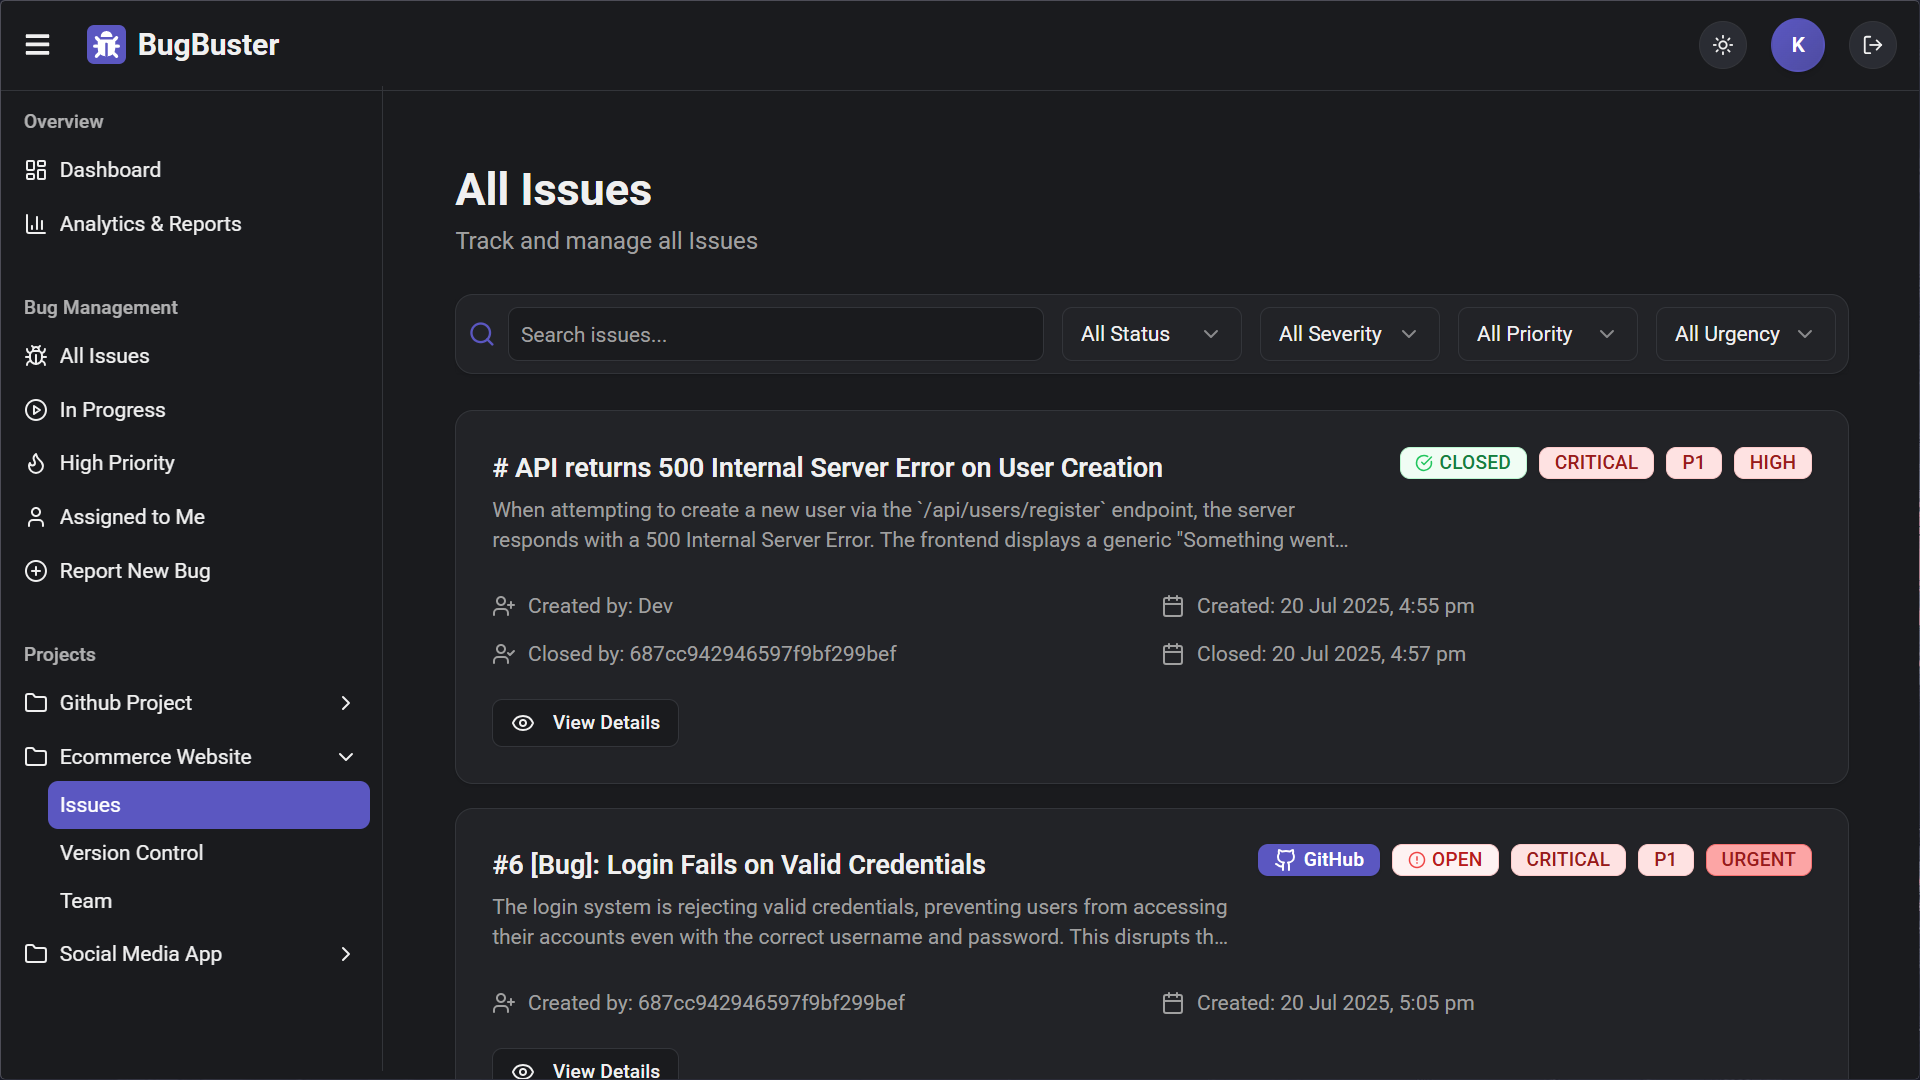 BugBuster
K
Overview
Dashboard
Analytics & Reports
Bug Management
All Issues
In Progress
High Priority
Assigned to Me
Report New Bug
Projects
Github Project
Ecommerce Website
Issues
Version Control
Team
Social Media App
All Issues
Track and manage all Issues
Search issues...
All Status
All Severity
All Priority
All Urgency
# API returns 500 Internal Server Error on User Creation
CLOSED
CRITICAL
P1
HIGH
When attempting to create a new user via the `/api/users/register` endpoint, the server
responds with a 500 Internal Server Error. The frontend displays a generic "Something went...
Created by: Dev
Created: 20 Jul 2025, 4:55 pm
Closed by: 687cc942946597f9bf299bef
Closed: 20 Jul 2025, 4:57 pm
View Details
#6 [Bug]: Login Fails on Valid Credentials
GitHub
OPEN
CRITICAL
P1
URGENT
The login system is rejecting valid credentials, preventing users from accessing
their accounts even with the correct username and password. This disrupts th...
Created by: 687cc942946597f9bf299bef
Created: 20 Jul 2025, 5:05 pm
View Details